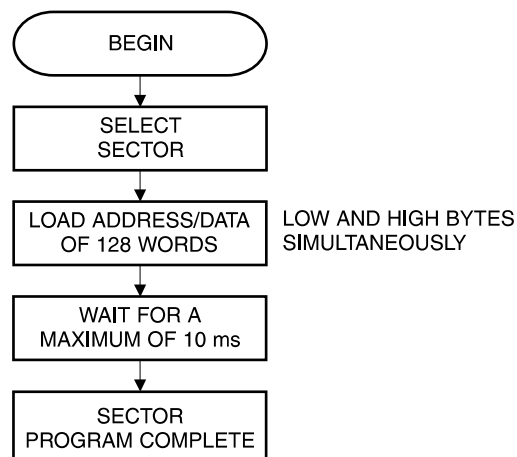 BEGIN
SELECT
SECTOR
LOAD ADDRESS/DATA
OF 128 WORDS
LOW AND HIGH BYTES
SIMULTANEOUSLY
WAIT FOR A
MAXIMUM OF 10 ms
SECTOR
PROGRAM COMPLETE